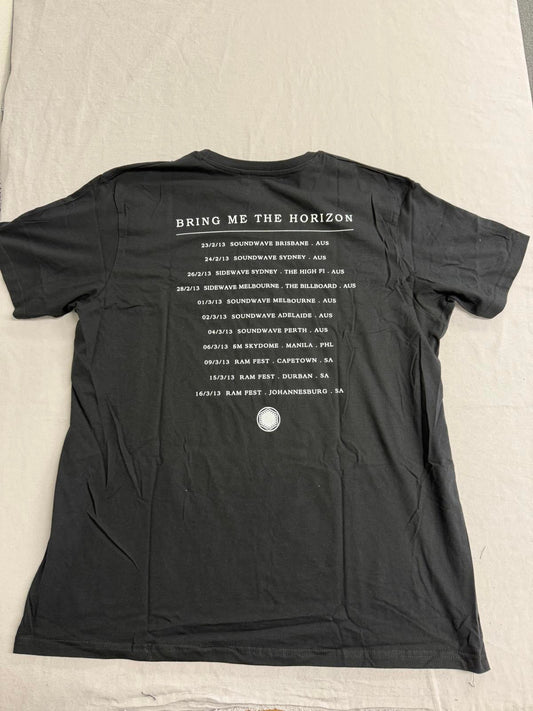 BRING ME THE HORIZON
23/2/13 SOUNDWAVE BRISBANE . AUS
24/2/13 SOUNDWAVE SYDNEY . AUS
26/2/13 SIDEWAVE SYDNEY . THE HIGH FI . AUS
28/2/13 SIDEWAVE MELBOURNE . THE BILLBOARD . AUS
01/3/13 SOUNDWAVE MELBOURNE . AUS
02/3/13 SOUNDWAVE ADELAIDE . AUS
04/3/13 SOUNDWAVE PERTH . AUS
06/3/13 6M SKYDOME . MANILA . PHL
09/3/13 RAM FEST . CAPETOWN . SA
15/3/13 RAM FEST . DURBAN . SA
16/3/13 RAM FEST . JOHANNESBURG . SA